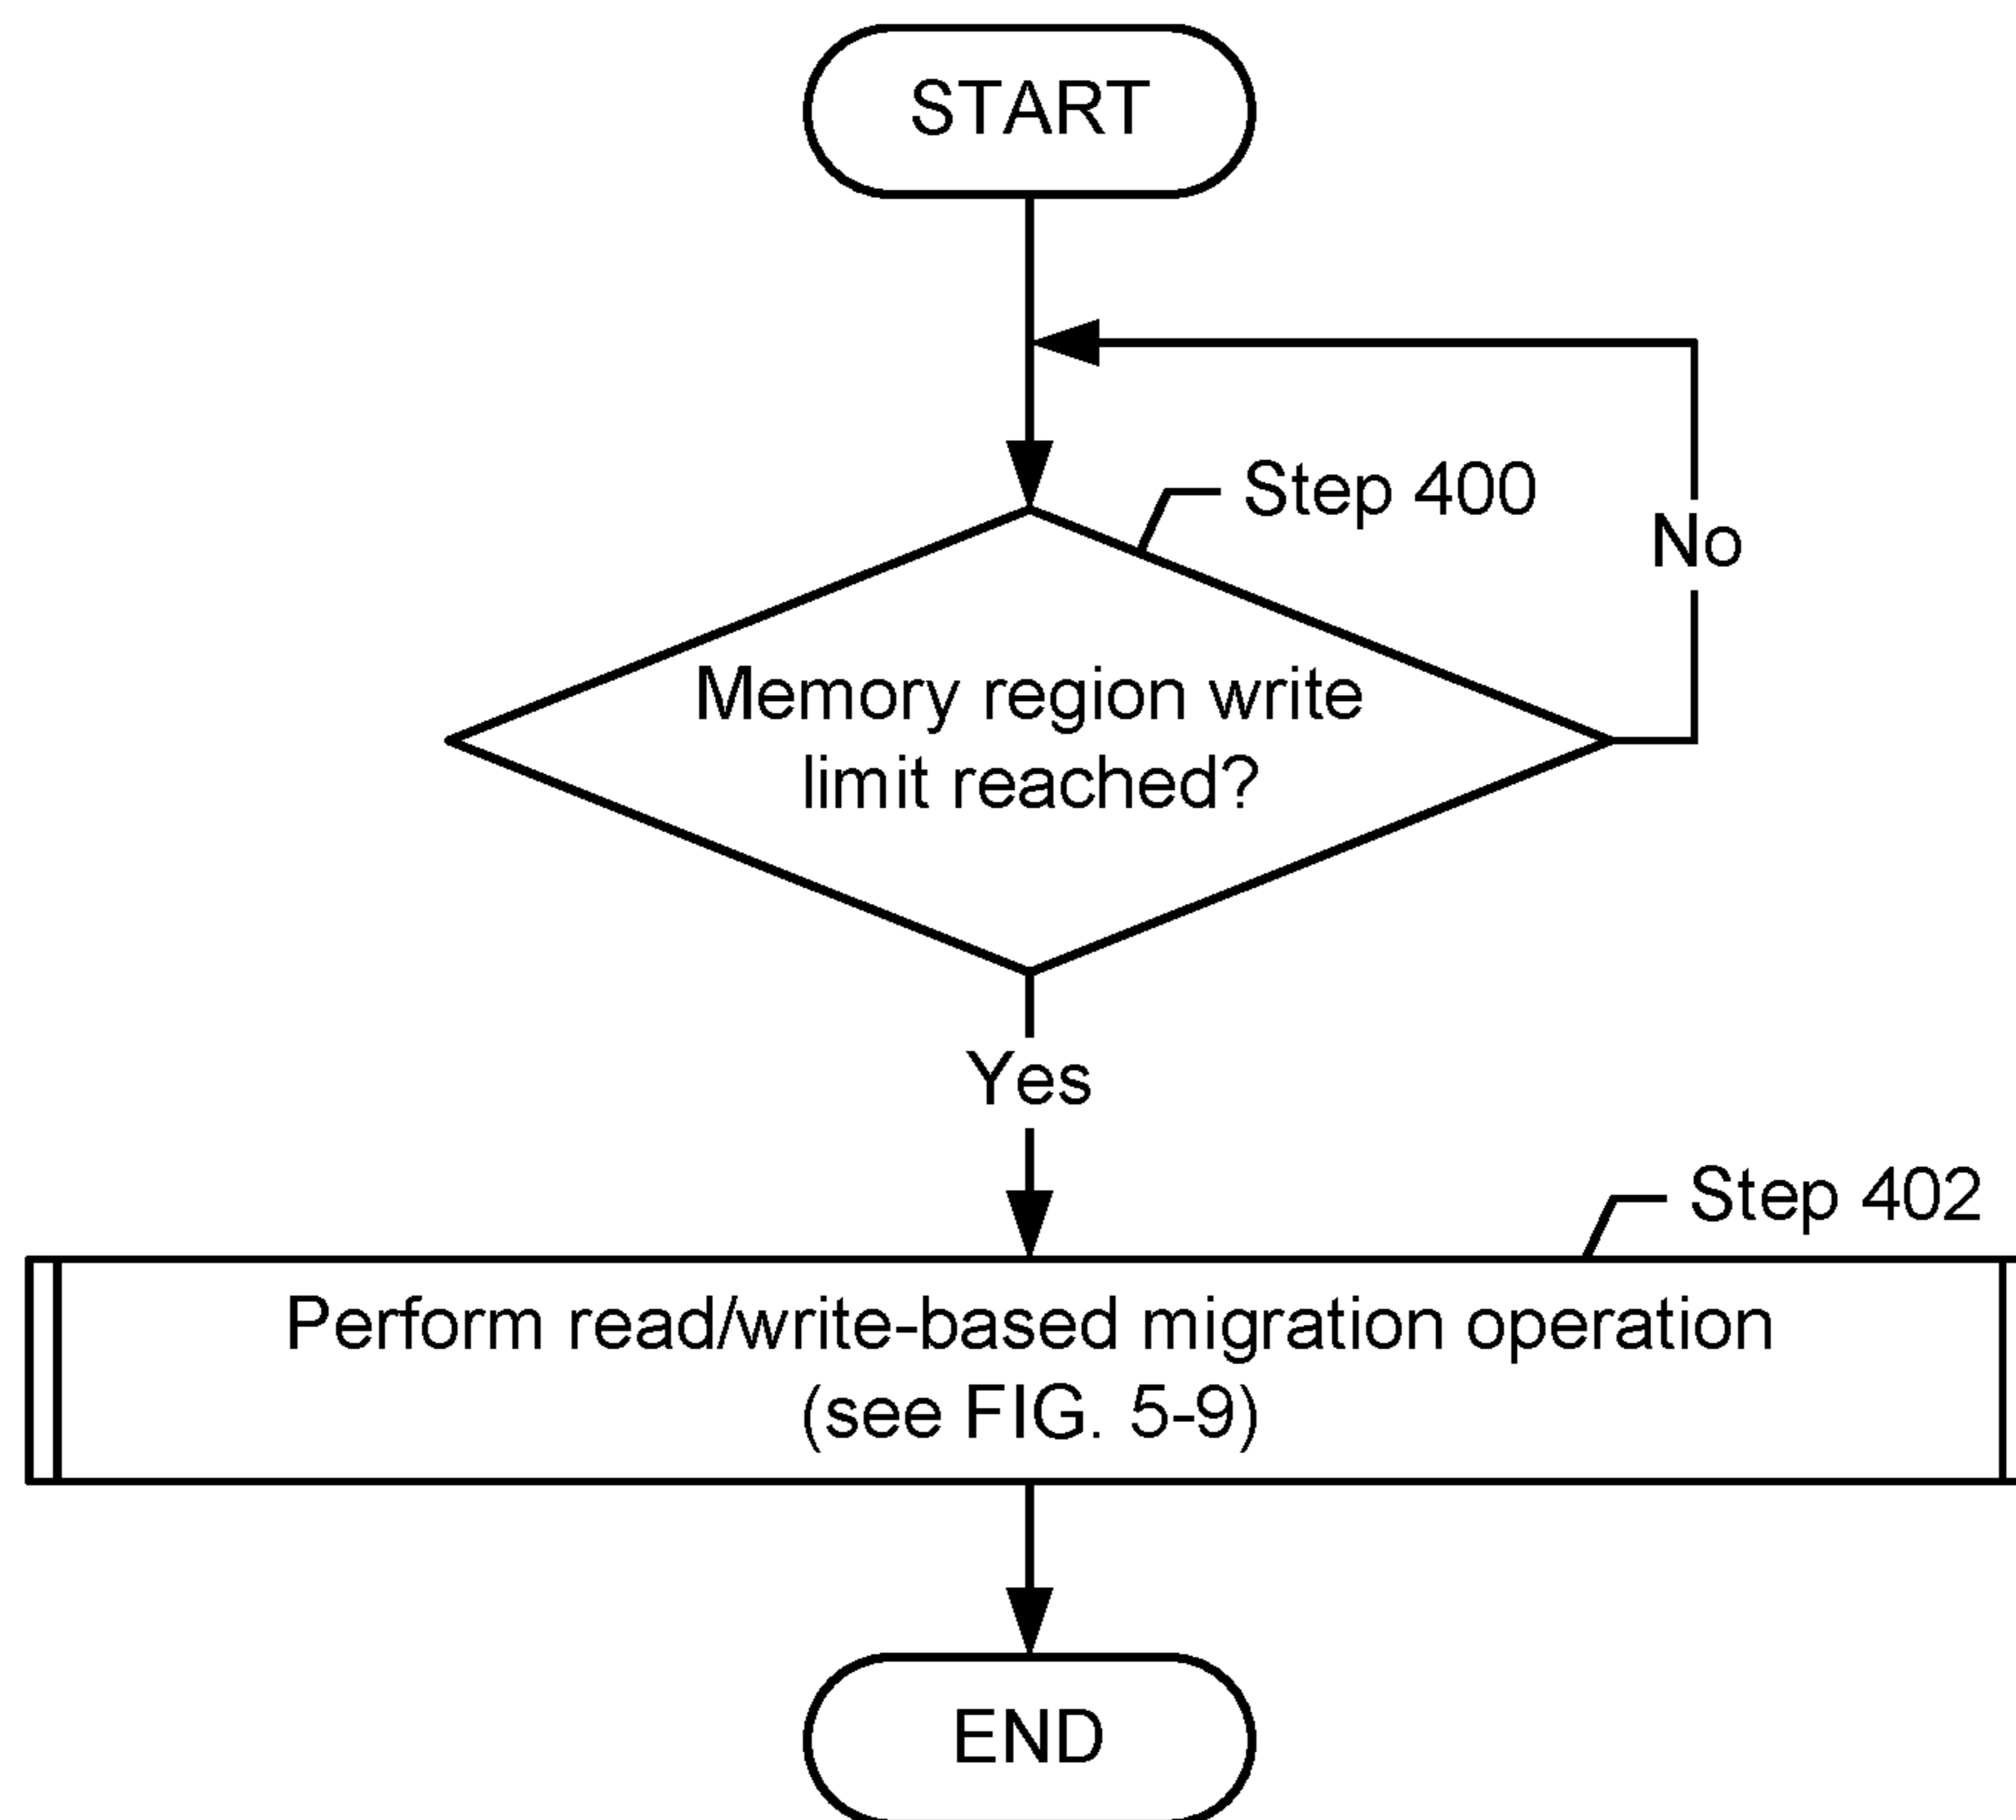 START
Step 400
No
Memory region write
limit reached?
Yes
Step 402
Perform read/write-based migration operation
(see FIG. 5-9)
END